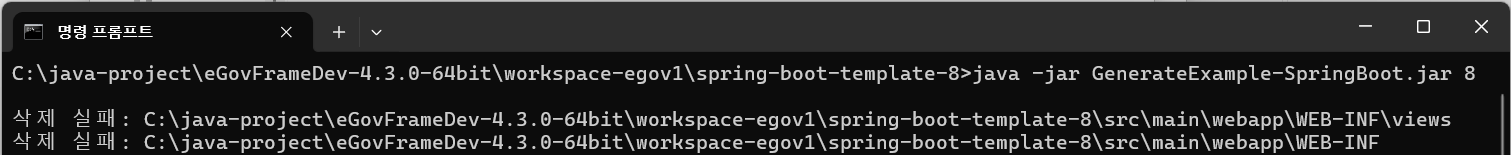 명령 프롬프트
C:\java-project\eGovFrameDev-4.3.0-64bit\workspace-egov1\spring-boot-template-8>java -jar GenerateExample-SpringBoot.jar 8
삭제 실패: C:\java-project\eGovFrameDev-4.3.0-64bit\workspace-egov1\spring-boot-template-8\src\main\webapp\WEB-INF\views
삭제 실패: C:\java-project\eGovFrameDev-4.3.0-64bit\workspace-egov1\spring-boot-template-8\src\main\webapp\WEB-INF